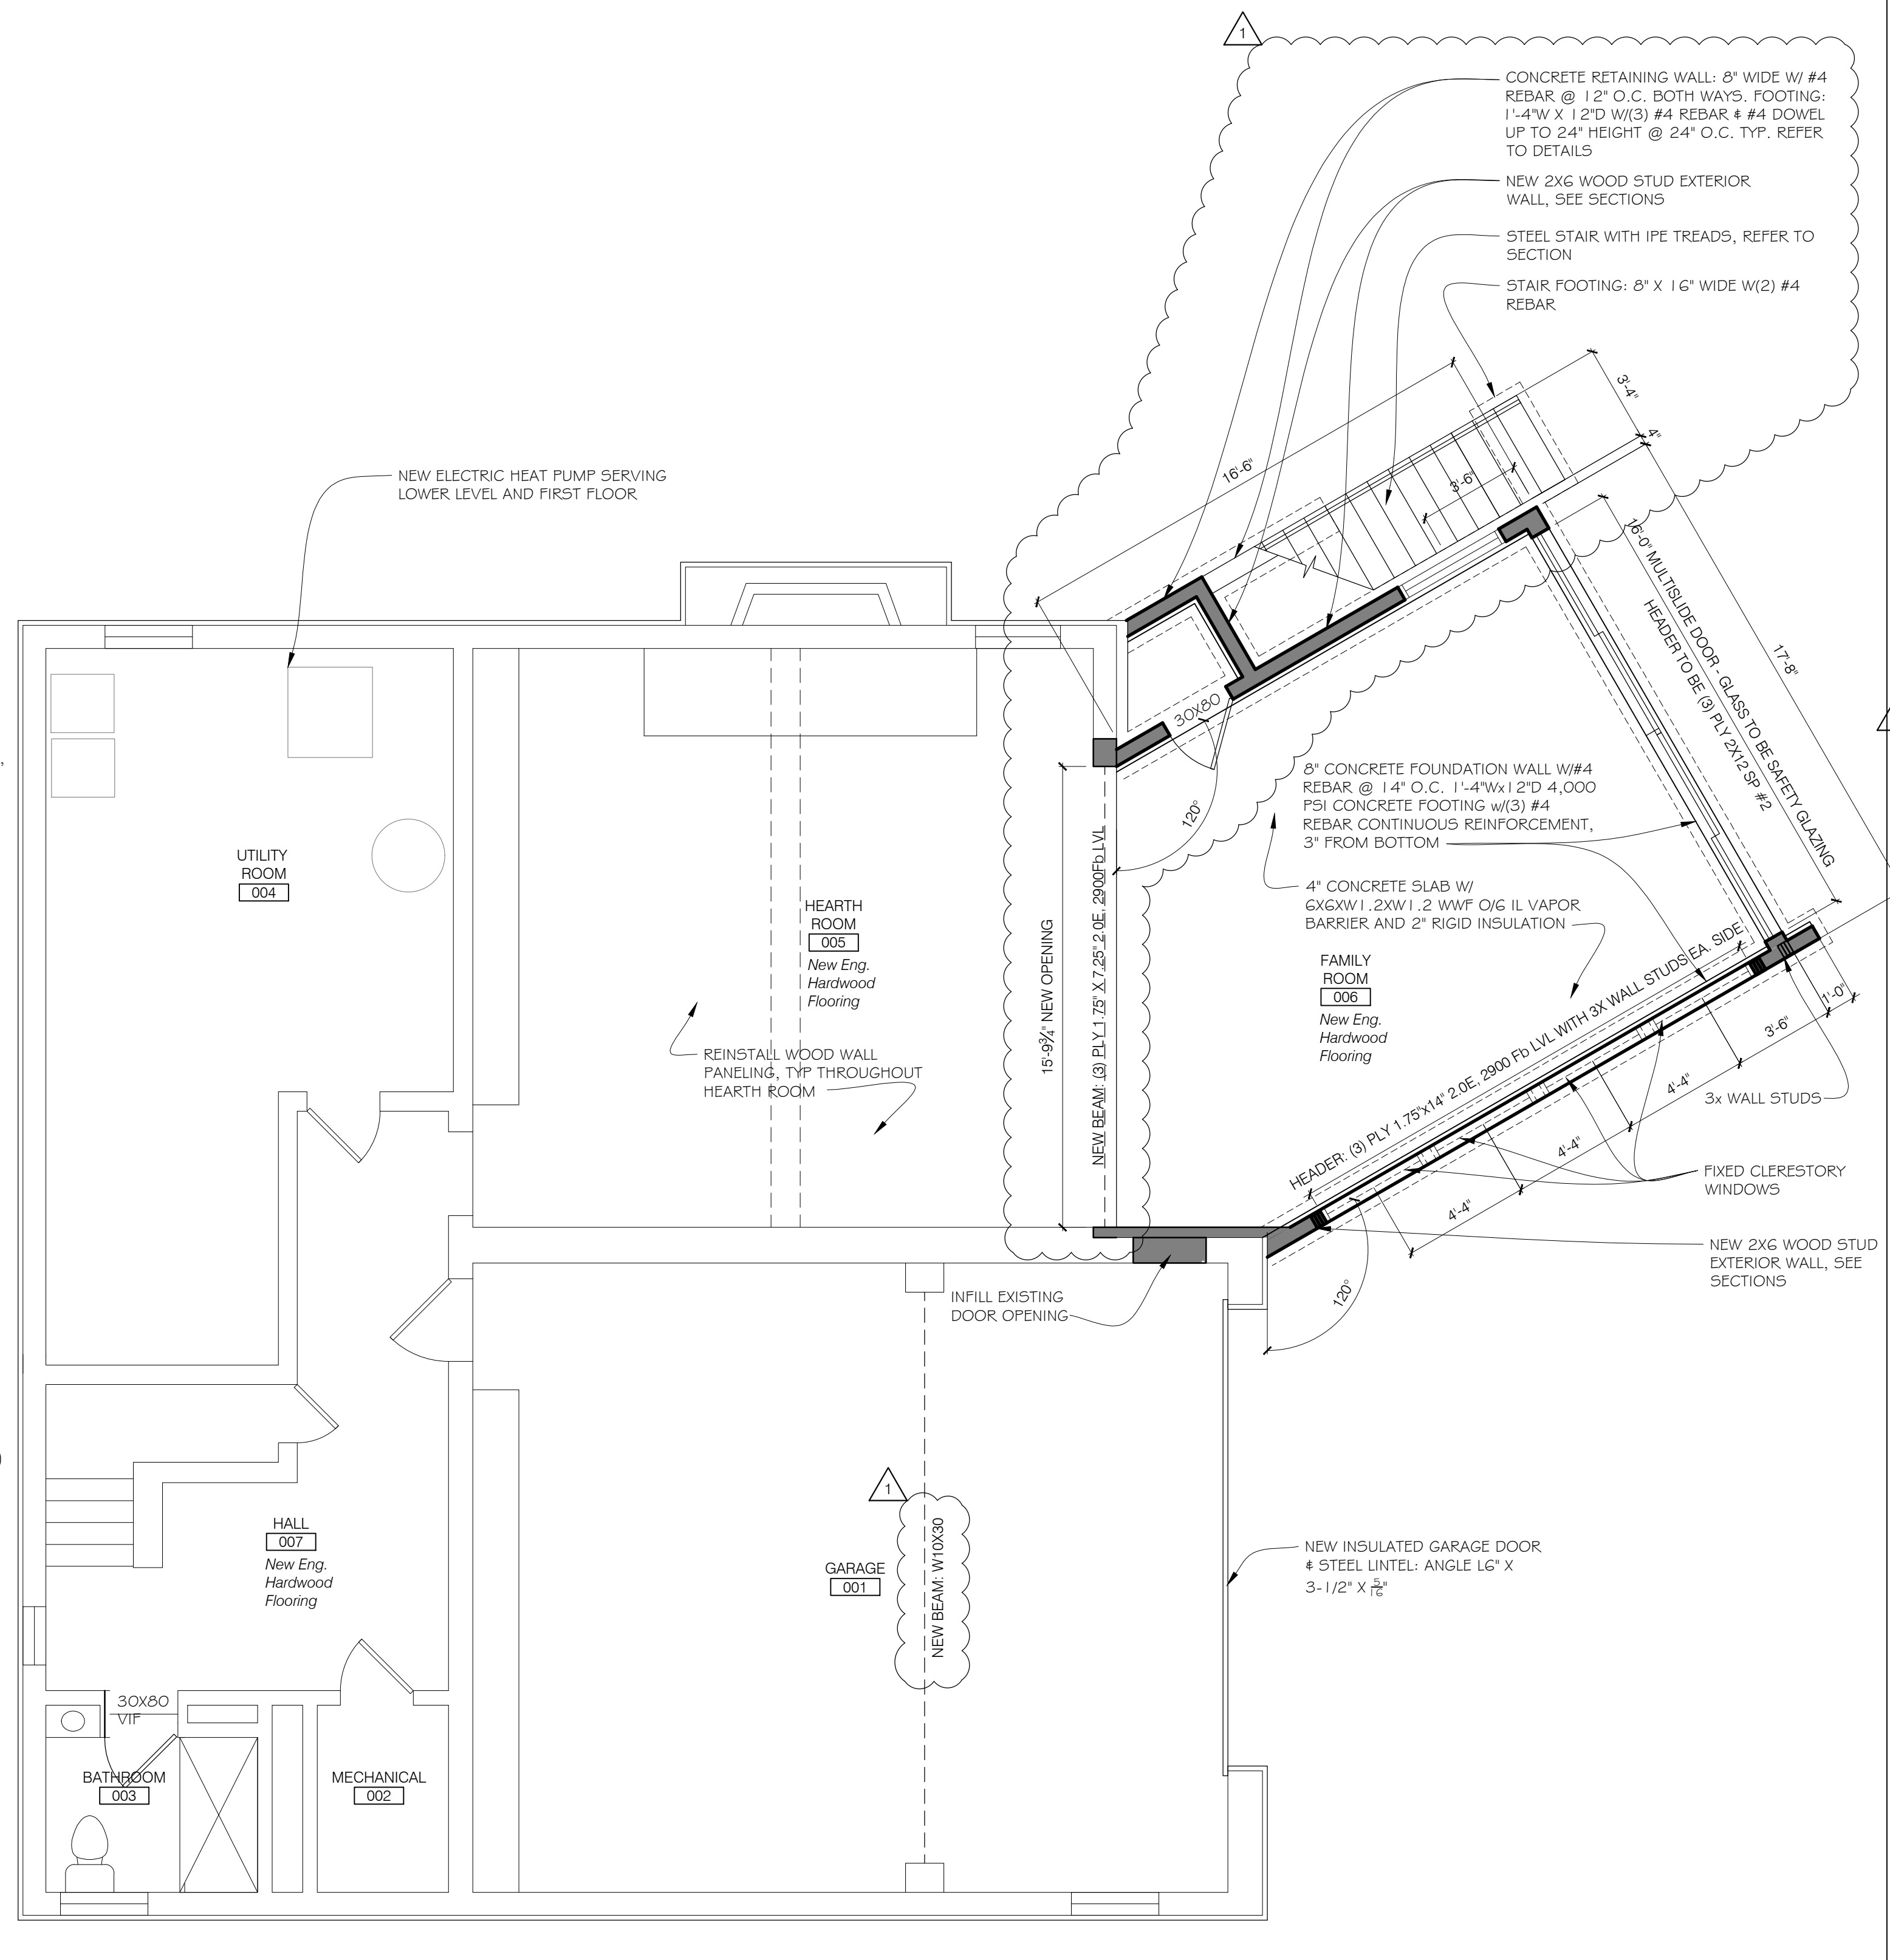 1
CONCRETE RETAINING WALL: 8" WIDE W/ #4
REBAR @ 12" O.C. BOTH WAYS. FOOTING:
1'-4"W X 12"D W/(3) #4 REBAR & #4 DOWEL
UP TO 24" HEIGHT @ 24" O.C. TYP. REFER
TO DETAILS
NEW 2X6 WOOD STUD EXTERIOR
WALL, SEE SECTIONS
STEEL STAIR WITH IPE TREADS, REFER TO
SECTION
STAIR FOOTING: 8" X 16" WIDE W(2) #4
REBAR
3'-4"
4"
16'-6"
3'-6"
NEW ELECTRIC HEAT PUMP SERVING
LOWER LEVEL AND FIRST FLOOR
16'-0" MULTISLIDE DOOR - GLASS TO BE SAFETY GLAZING
HEADER TO BE (3) PLY 2X12 SP #2
17'-8"
30X80
120°
8" CONCRETE FOUNDATION WALL W/#4
REBAR @ 14" O.C. 1'-4"Wx12"D 4,000
PSI CONCRETE FOOTING w/(3) #4
REBAR CONTINUOUS REINFORCEMENT,
3" FROM BOTTOM
4" CONCRETE SLAB W/
6X6XW1.2XW1.2 WWF O/6 IL VAPOR
BARRIER AND 2" RIGID INSULATION
UTILITY
ROOM
004
HEARTH
ROOM
005
New Eng.
Hardwood
Flooring
15'-9¾" NEW OPENING
NEW BEAM: (3) PLY 1.75" X 7.25" 2.0E, 2900Fb LVL
FAMILY
ROOM
006
New Eng.
Hardwood
Flooring
REINSTALL WOOD WALL
PANELING, TYP THROUGHOUT
HEARTH ROOM
HEADER: (3) PLY 1.75"x14" 2.0E, 2900 Fb LVL WITH 3X WALL STUDS EA. SIDE
1'-0"
3'-6"
4'-4"
4'-4"
4'-4"
3x WALL STUDS
FIXED CLERESTORY
WINDOWS
NEW 2X6 WOOD STUD
EXTERIOR WALL, SEE
SECTIONS
120°
INFILL EXISTING
DOOR OPENING
1
NEW BEAM: W10X30
GARAGE
001
NEW INSULATED GARAGE DOOR
& STEEL LINTEL: ANGLE L6" X
3-1/2" X 5/16"
HALL
007
New Eng.
Hardwood
Flooring
30X80
VIF
BATHROOM
003
MECHANICAL
002